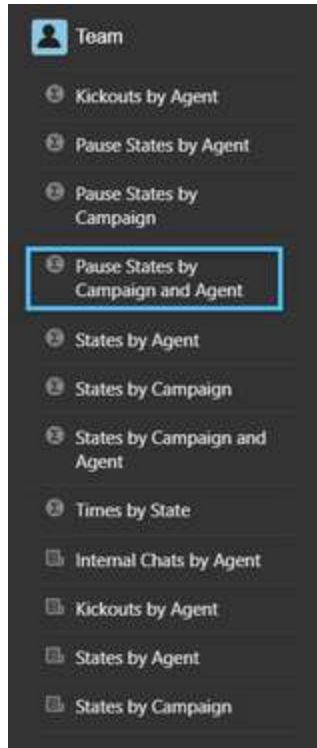 Team
Kickouts by Agent
Pause States by Agent
Pause States by
Campaign
Pause States by
Campaign and Agent
States by Agent
States by Campaign
States by Campaign and
Agent
Times by State
Internal Chats by Agent
Kickouts by Agent
States by Agent
States by Campaign